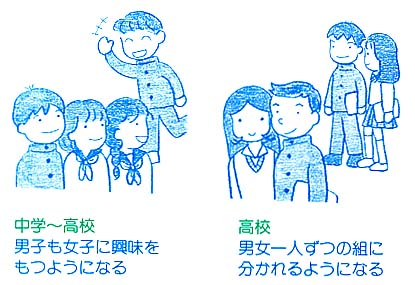 中学～高校
男子も女子に興味を
もつようになる
高校
男女一人ずつの組に
分かれるようになる